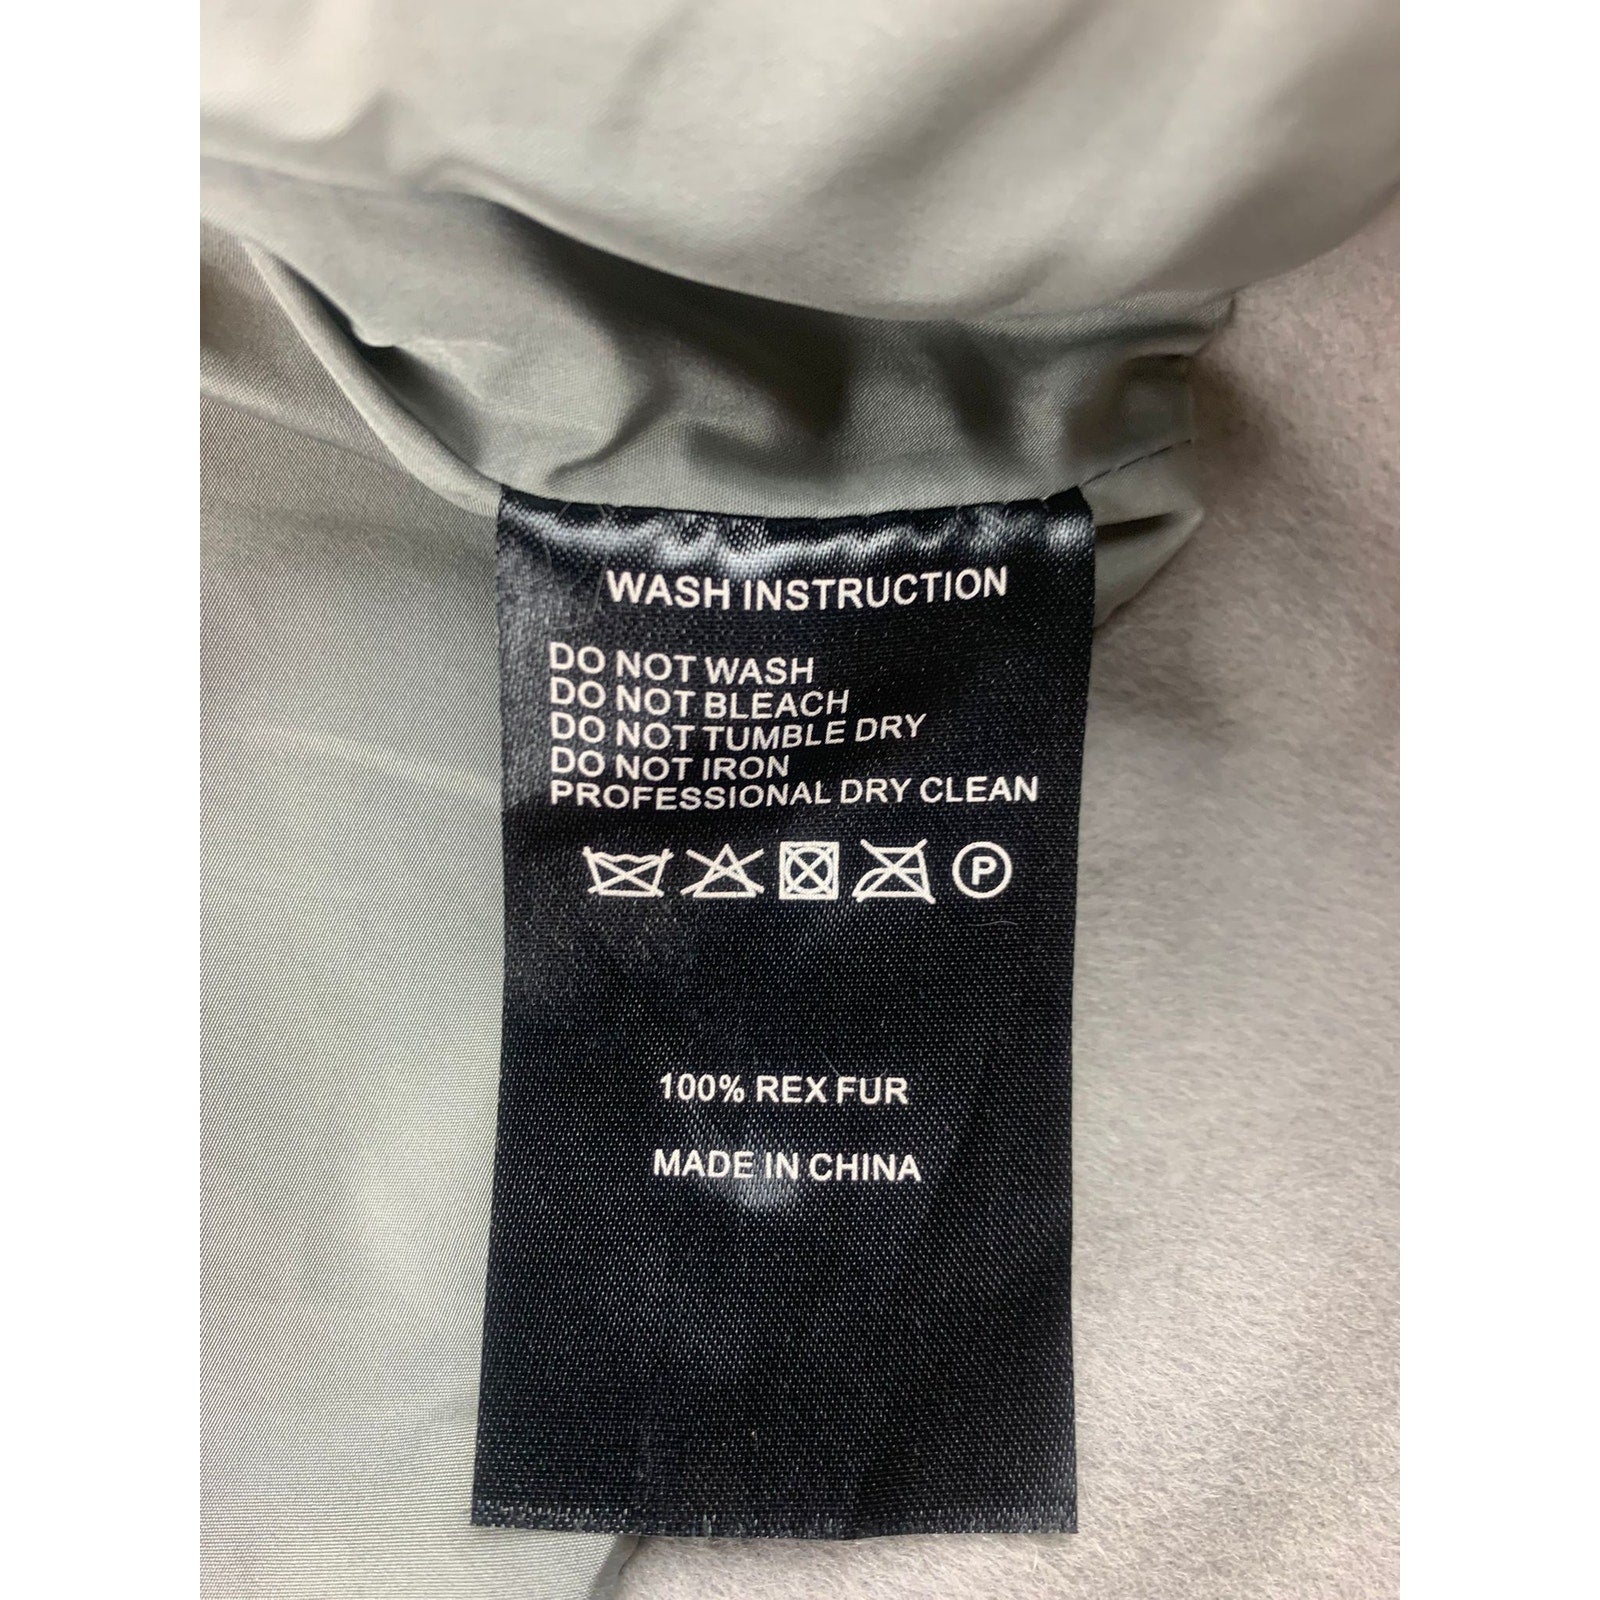 WASH INSTRUCTION
DO NOT WASH
DO NOT BLEACH
DO NOT TUMBLE DRY
DO NOT IRON
PROFESSIONAL DRY CLEAN
P
100% REX FUR
MADE IN CHINA